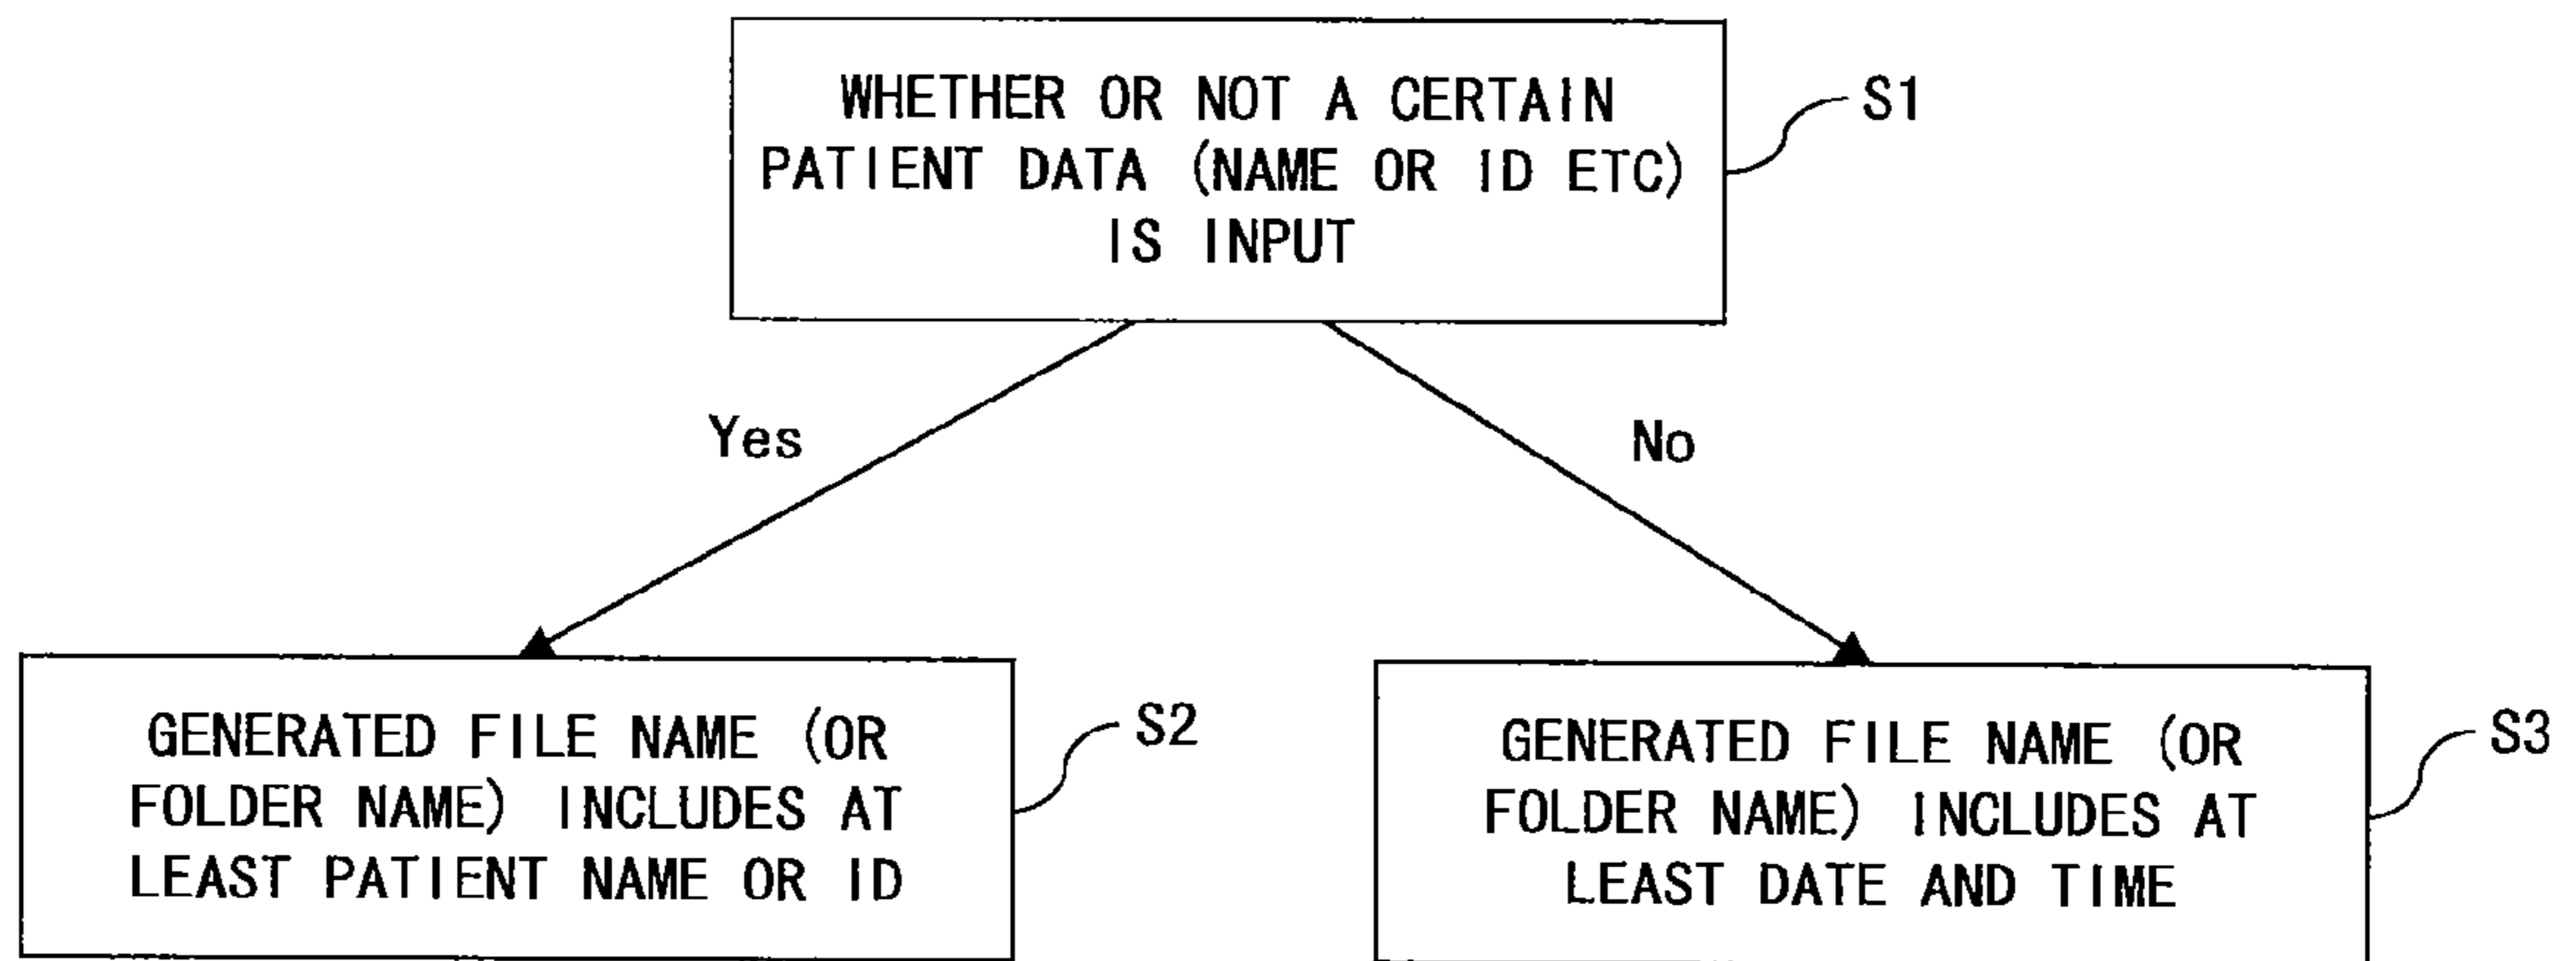 WHETHER OR NOT A CERTAIN
PATIENT DATA (NAME OR ID ETC)
IS INPUT
S1
Yes
No
GENERATED FILE NAME (OR
FOLDER NAME) INCLUDES AT
LEAST PATIENT NAME OR ID
S2
GENERATED FILE NAME (OR
FOLDER NAME) INCLUDES AT
LEAST DATE AND TIME
S3